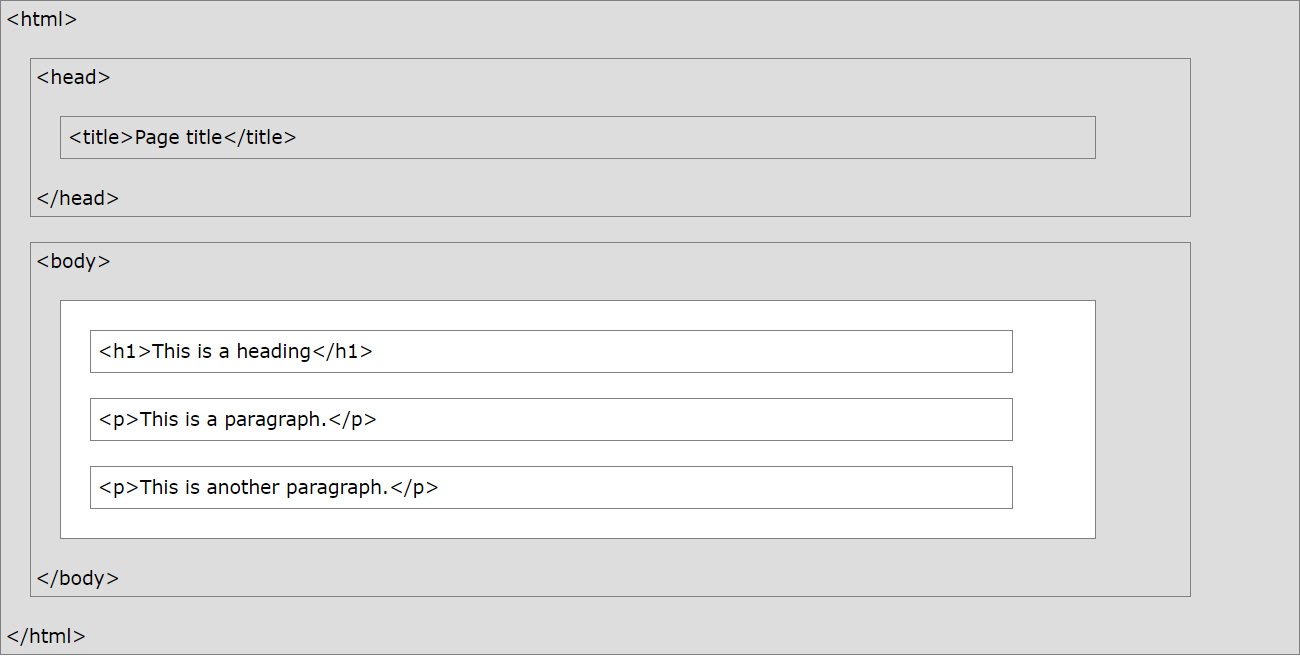 <html>
<head>
<title>Page title</title>
</head>
<body>
<h1>This is a heading</h1>
<p>This is a paragraph.</p>
<p>This is another paragraph.</p>
</body>
</html>